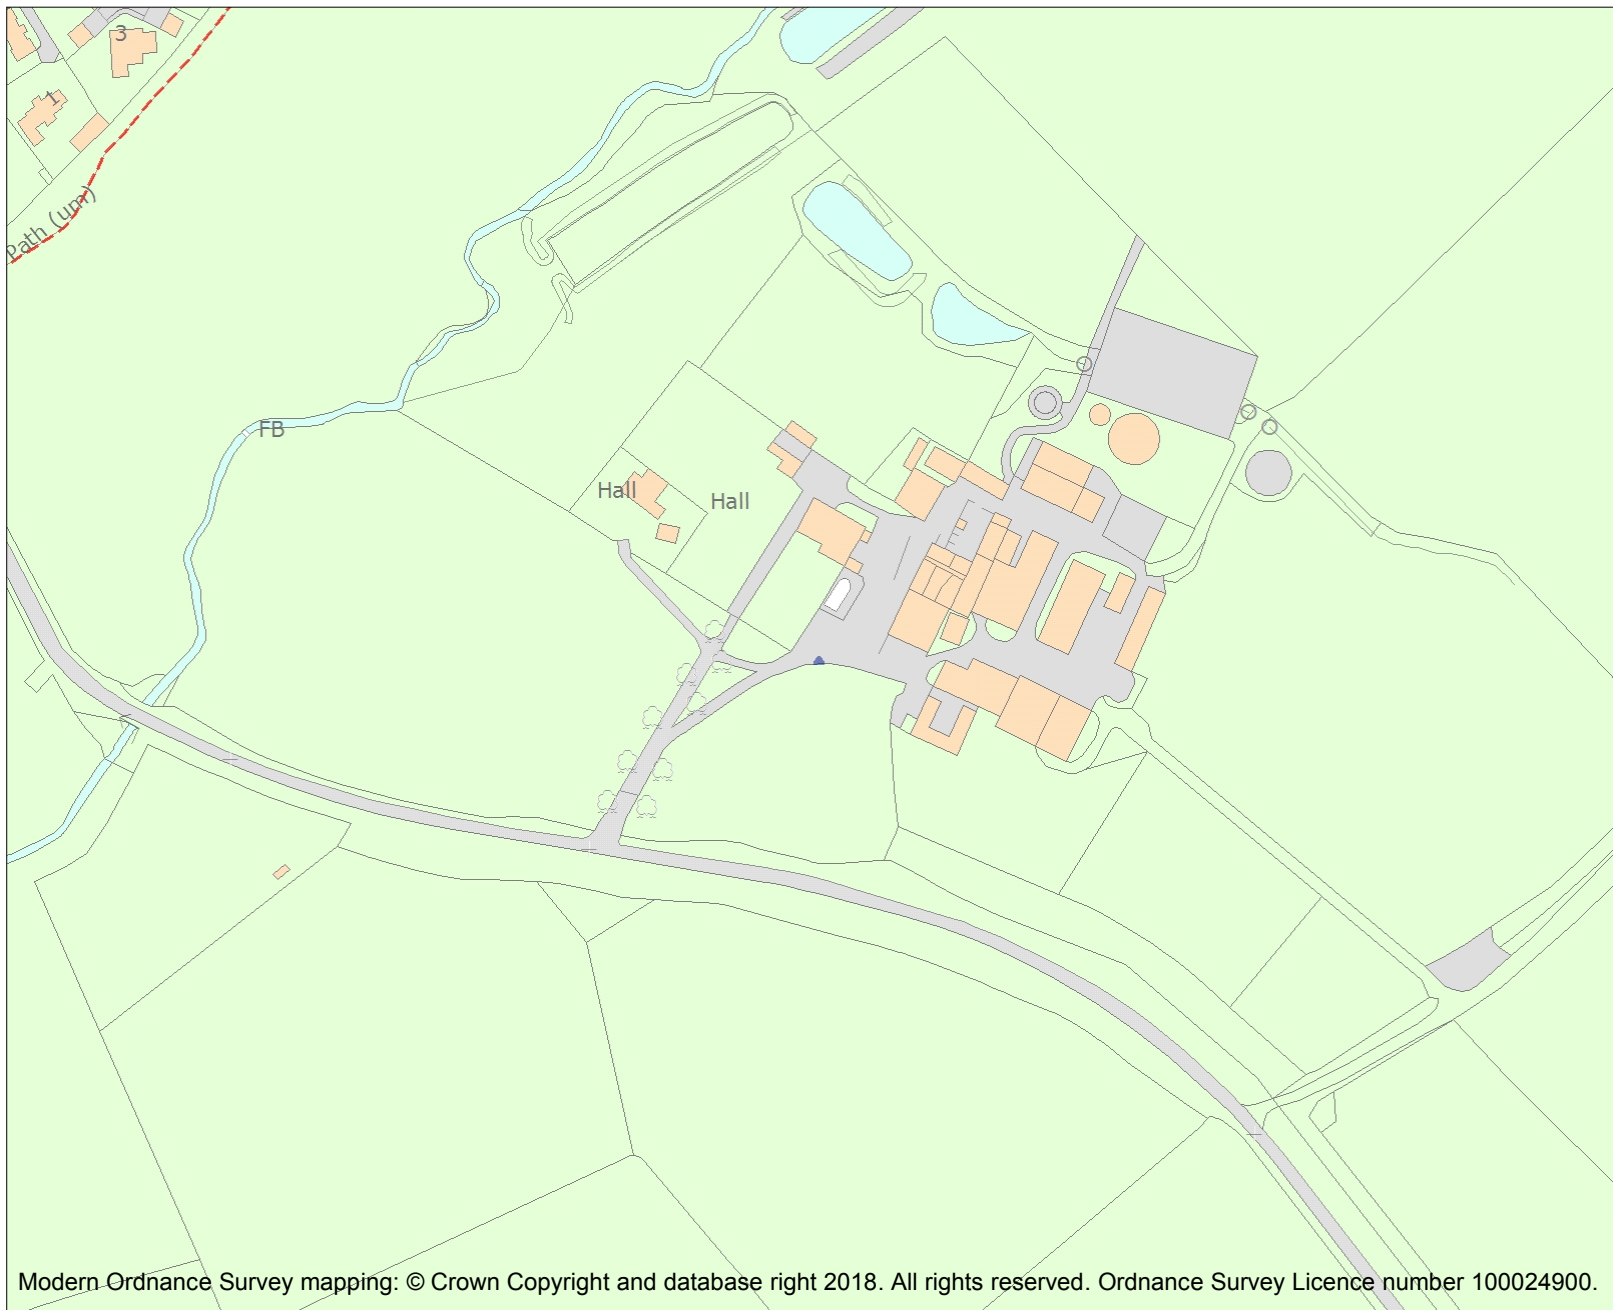 3
1
Path (um)
FB
Hall
Hall
Modern Ordnance Survey mapping: © Crown Copyright and database right 2018. All rights reserved. Ordnance Survey Licence number 100024900.